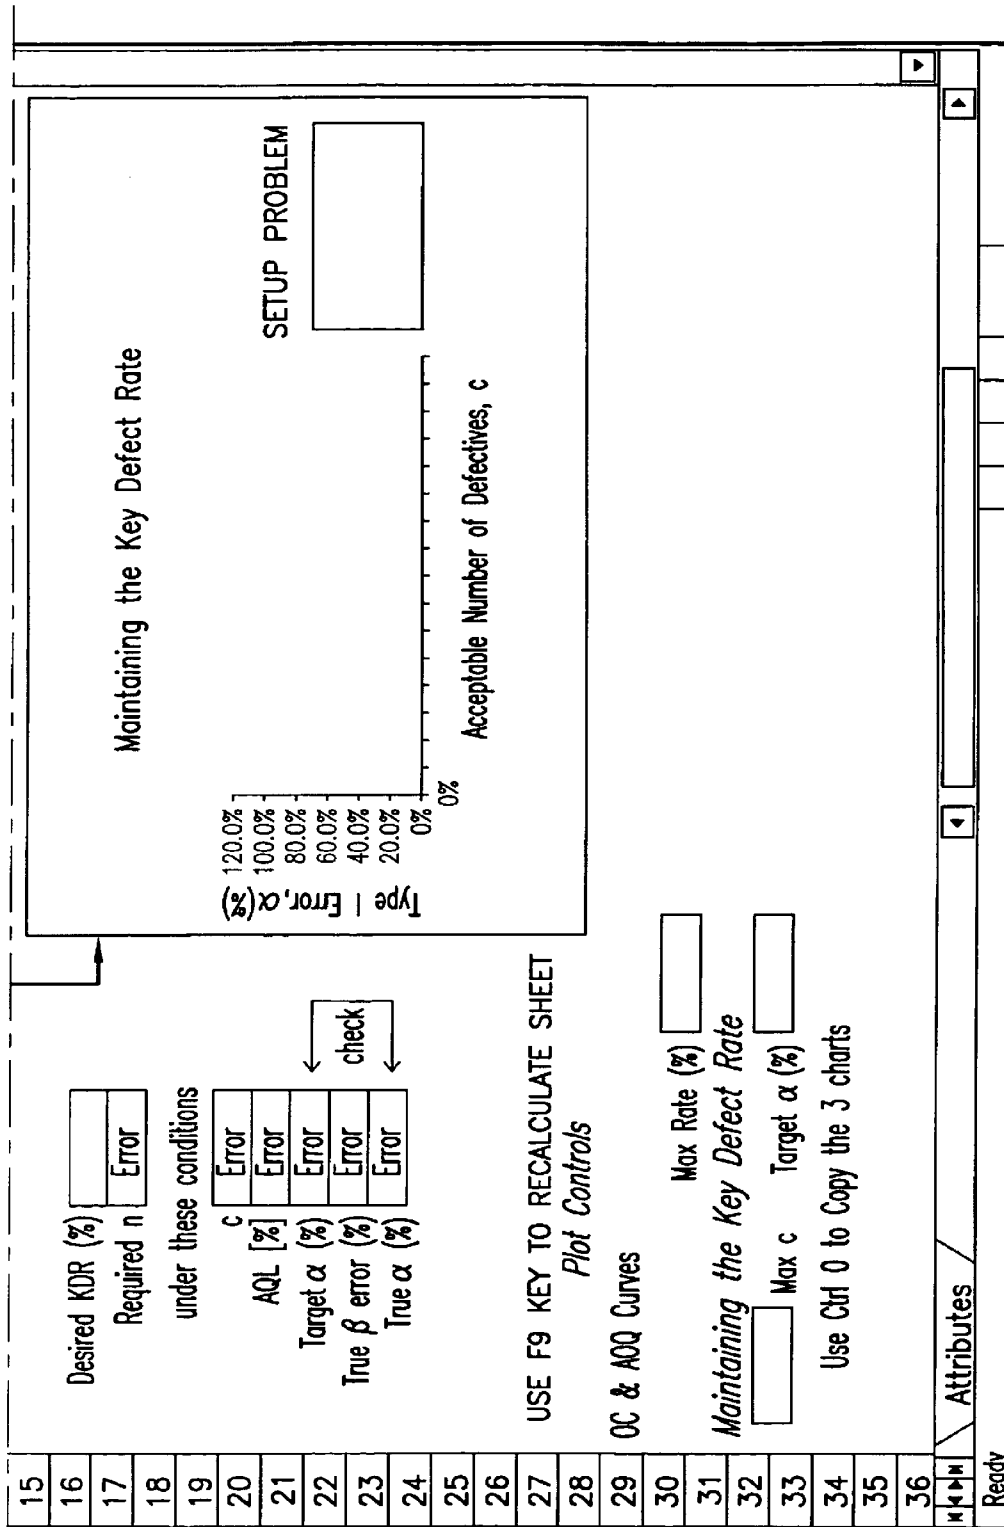 15
16
17
18
19
20
21
22
23
24
25
26
27
28
29
30
31
32
33
34
35
36
Desired KDR (%)
Required n Error
under these conditions
c Error
AQL [%] Error
Target α (%) Error
True β error (%) Error
True α (%) Error
check
USE F9 KEY TO RECALCULATE SHEET
Plot Controls
OC & AOQ Curves
Max Rate (%)
Maintaining the Key Defect Rate
Max c Target α (%)
Use Ctrl O to Copy the 3 charts
Maintaining the Key Defect Rate
SETUP PROBLEM
Type I Error, α(%)
120.0%
100.0%
80.0%
60.0%
40.0%
20.0%
0%
0%
Acceptable Number of Defectives, c
Attributes
Ready